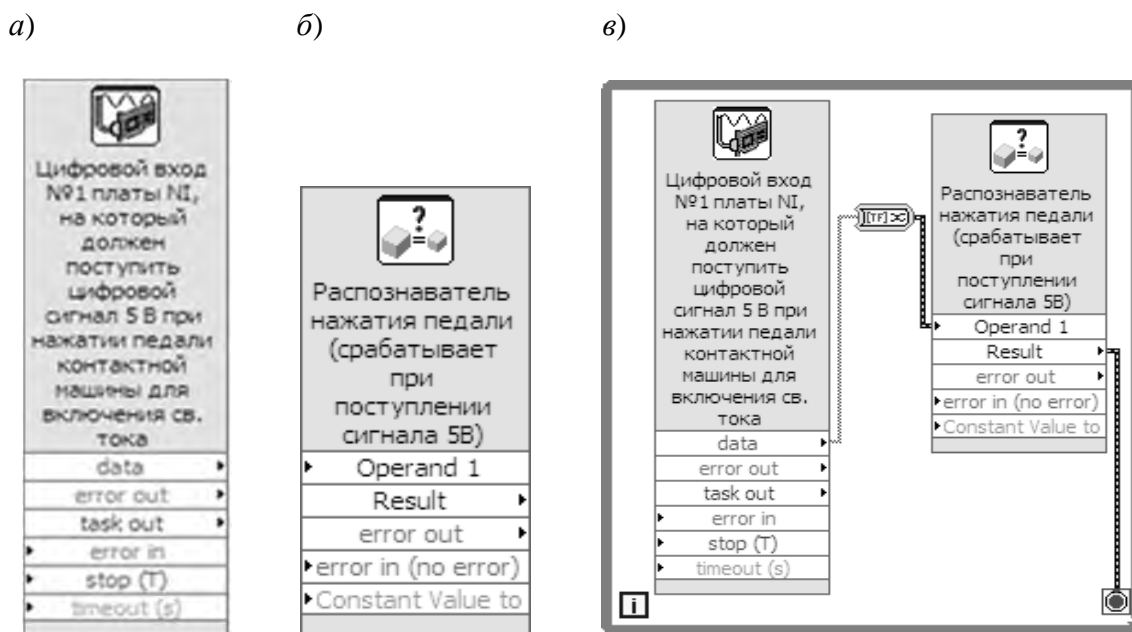 а)
б)
в)
Цифровой вход
№1 платы NI,
на который
должен
поступить
цифровой
сигнал 5 В при
нажатии педали
контактной
машины для
включения св.
тока
data
error out
task out
error in
stop (T)
timeout (s)
?
=
Распознаватель
нажатия педали
(срабатывает
при
поступлении
сигнала 5В)
Operand 1
Result
error out
error in (no error)
Constant Value to
Цифровой вход
№1 платы NI,
на который
должен
поступить
цифровой
сигнал 5 В при
нажатии педали
контактной
машины для
включения св.
тока
data
error out
task out
error in
stop (T)
timeout (s)
[TF]
?
=
Распознаватель
нажатия педали
(срабатывает
при
поступлении
сигнала 5В)
Operand 1
Result
error out
error in (no error)
Constant Value to
i